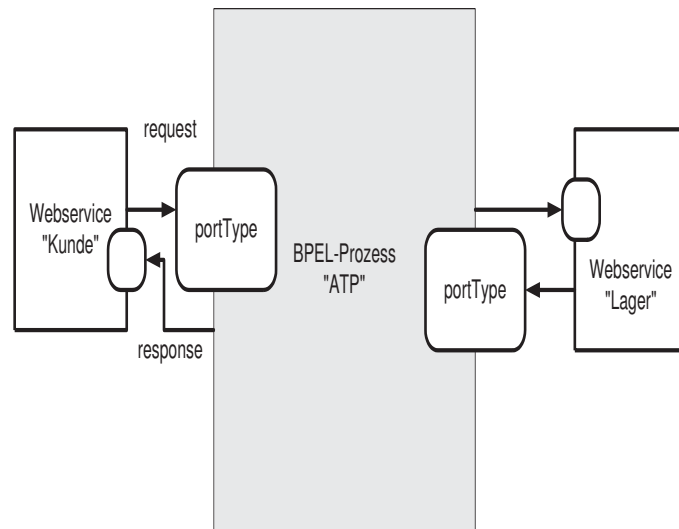 request
Webservice
"Kunde"
portType
response
BPEL-Prozess
"ATP"
portType
Webservice
"Lager"